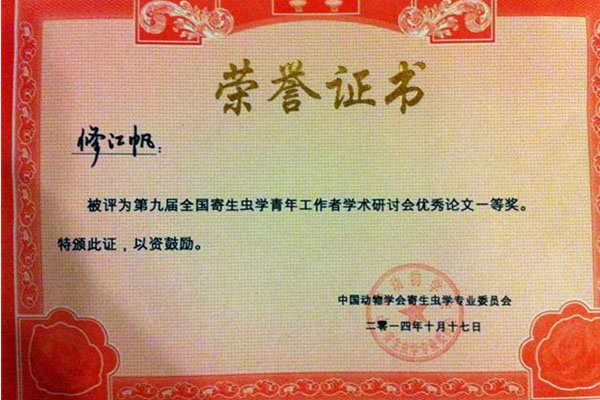 荣誉证书
修江帆:
被评为第九届全国寄生虫学青年工作者学术研讨会优秀论文一等奖。
特颁此证,以资鼓励。
中国动物学会寄生虫学专业委员会
二零一四年十月十七日